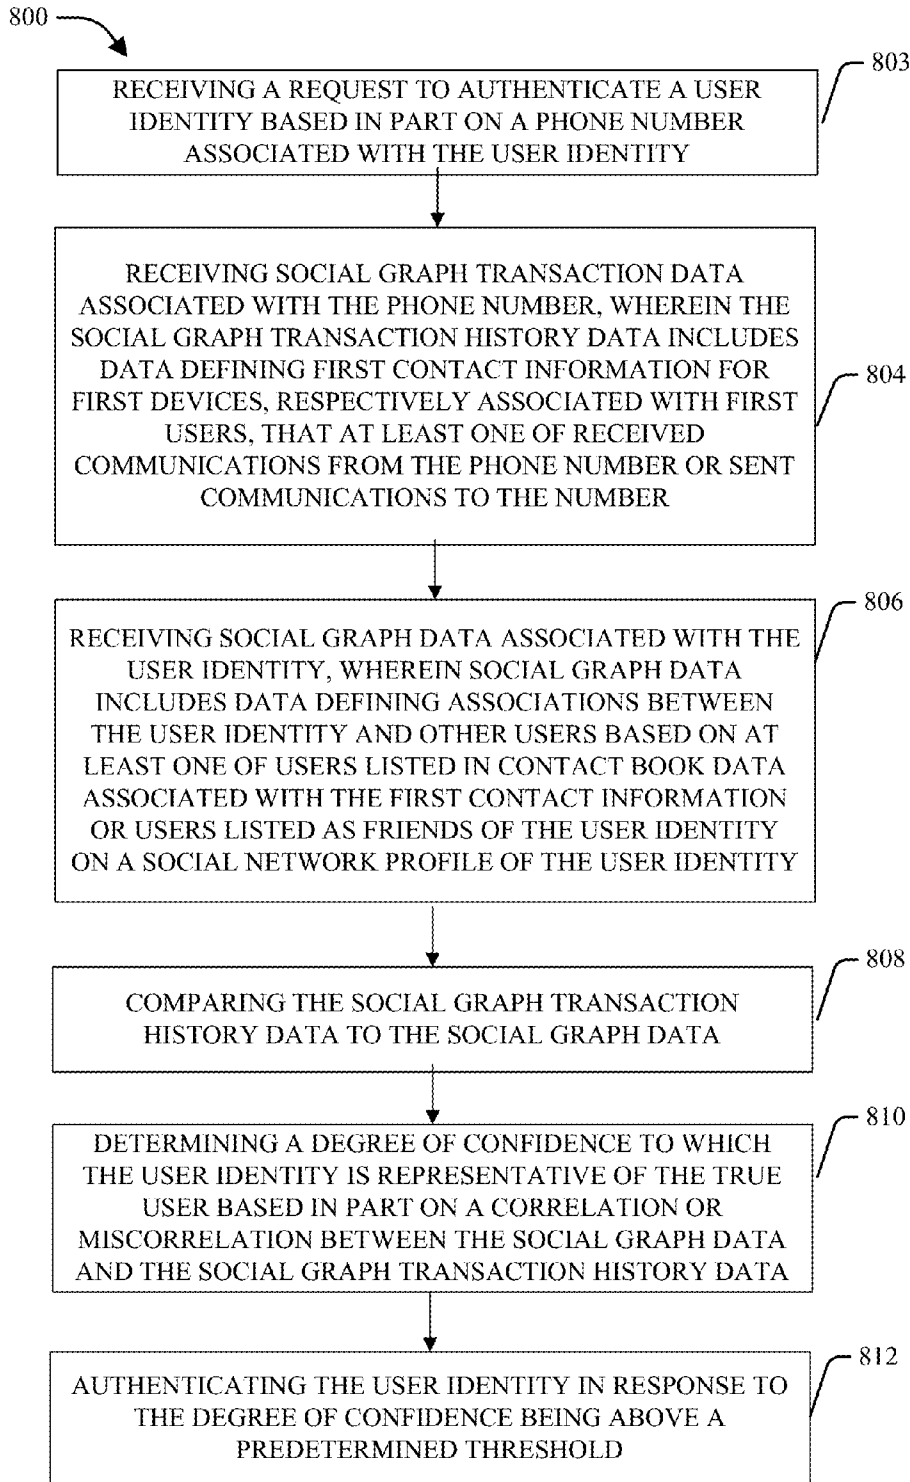 800
803
RECEIVING A REQUEST TO AUTHENTICATE A USER
IDENTITY BASED IN PART ON A PHONE NUMBER
ASSOCIATED WITH THE USER IDENTITY
RECEIVING SOCIAL GRAPH TRANSACTION DATA
ASSOCIATED WITH THE PHONE NUMBER, WHEREIN THE
SOCIAL GRAPH TRANSACTION HISTORY DATA INCLUDES
DATA DEFINING FIRST CONTACT INFORMATION FOR
FIRST DEVICES, RESPECTIVELY ASSOCIATED WITH FIRST
USERS, THAT AT LEAST ONE OF RECEIVED
COMMUNICATIONS FROM THE PHONE NUMBER OR SENT
COMMUNICATIONS TO THE NUMBER
804
806
RECEIVING SOCIAL GRAPH DATA ASSOCIATED WITH THE
USER IDENTITY, WHEREIN SOCIAL GRAPH DATA
INCLUDES DATA DEFINING ASSOCIATIONS BETWEEN
THE USER IDENTITY AND OTHER USERS BASED ON AT
LEAST ONE OF USERS LISTED IN CONTACT BOOK DATA
ASSOCIATED WITH THE FIRST CONTACT INFORMATION
OR USERS LISTED AS FRIENDS OF THE USER IDENTITY
ON A SOCIAL NETWORK PROFILE OF THE USER IDENTITY
808
COMPARING THE SOCIAL GRAPH TRANSACTION
HISTORY DATA TO THE SOCIAL GRAPH DATA
810
DETERMINING A DEGREE OF CONFIDENCE TO WHICH
THE USER IDENTITY IS REPRESENTATIVE OF THE TRUE
USER BASED IN PART ON A CORRELATION OR
MISCORRELATION BETWEEN THE SOCIAL GRAPH DATA
AND THE SOCIAL GRAPH TRANSACTION HISTORY DATA
812
AUTHENTICATING THE USER IDENTITY IN RESPONSE TO
THE DEGREE OF CONFIDENCE BEING ABOVE A
PREDETERMINED THRESHOLD